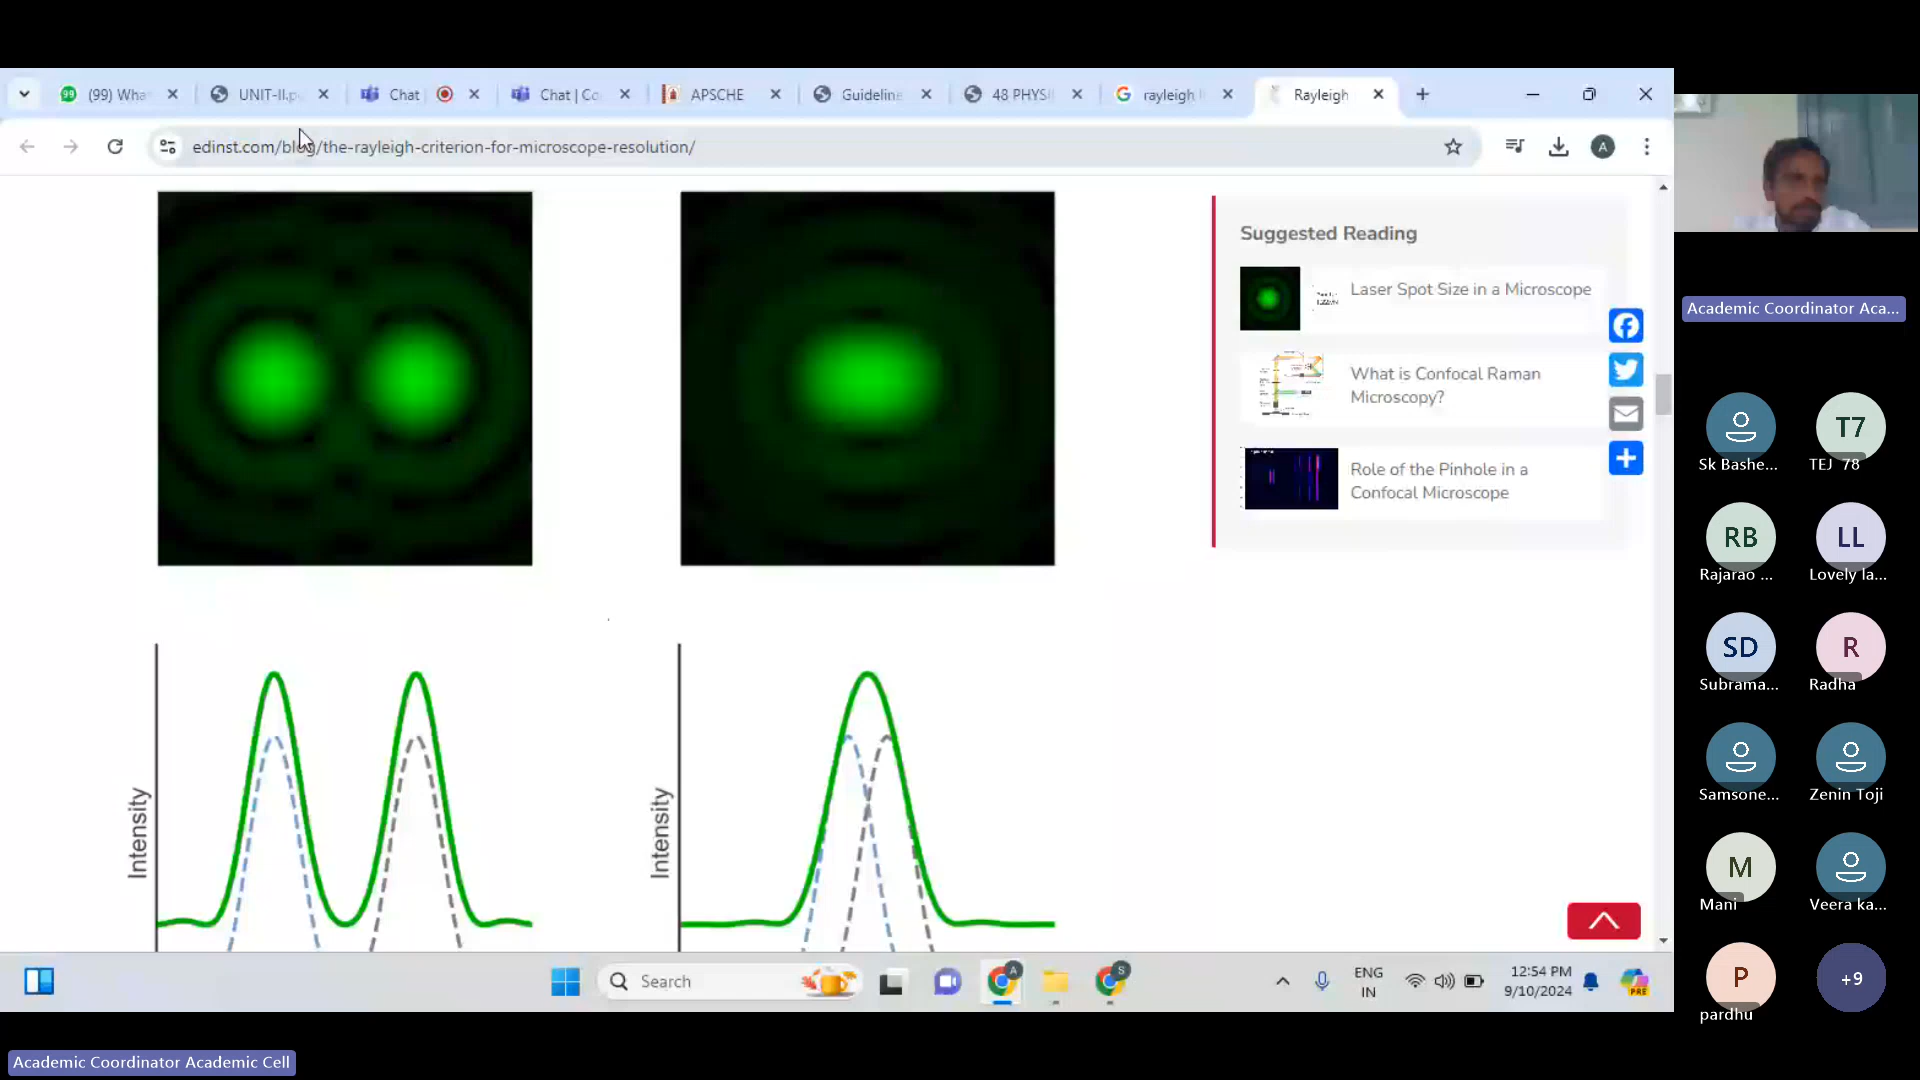 99 (99) Wha
UNIT-II.p
Chat
Chat | Co
APSCHE
Guideline
48 PHYSI
rayleigh
Rayleigh
edinst.com/blog/the-rayleigh-criterion-for-microscope-resolution/
A
Suggested Reading
Laser Spot Size in a Microscope
What is Confocal Raman
Microscopy?
Role of the Pinhole in a
Confocal Microscope
Intensity
Intensity
Academic Coordinator Aca...
Sk Bashe...
T7
TEJ 78
RB
Rajarao ...
LL
Lovely la...
SD
Subrama...
R
Radha
Samsone...
Zenin Toji
M
Mani
Veera ka...
P
pardhu
+9
Search
A
S
ENG
IN
12:54 PM
9/10/2024
PRE
Academic Coordinator Academic Cell